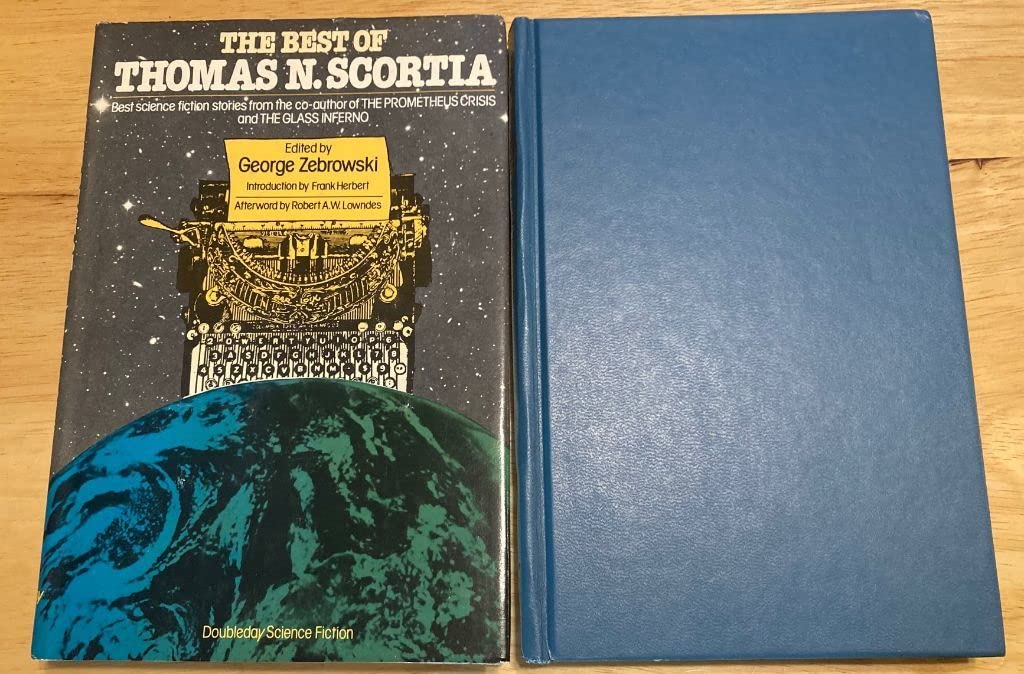 THE BEST OF
THOMAS N. SCORTIA
Best science fiction stories from the co-author of THE PROMETHEUS CRISIS
and THE GLASS INFERNO
Edited by
George Zebrowski
Introduction by Frank Herbert
Afterword by Robert A.W. Lowndes
Doubleday Science Fiction